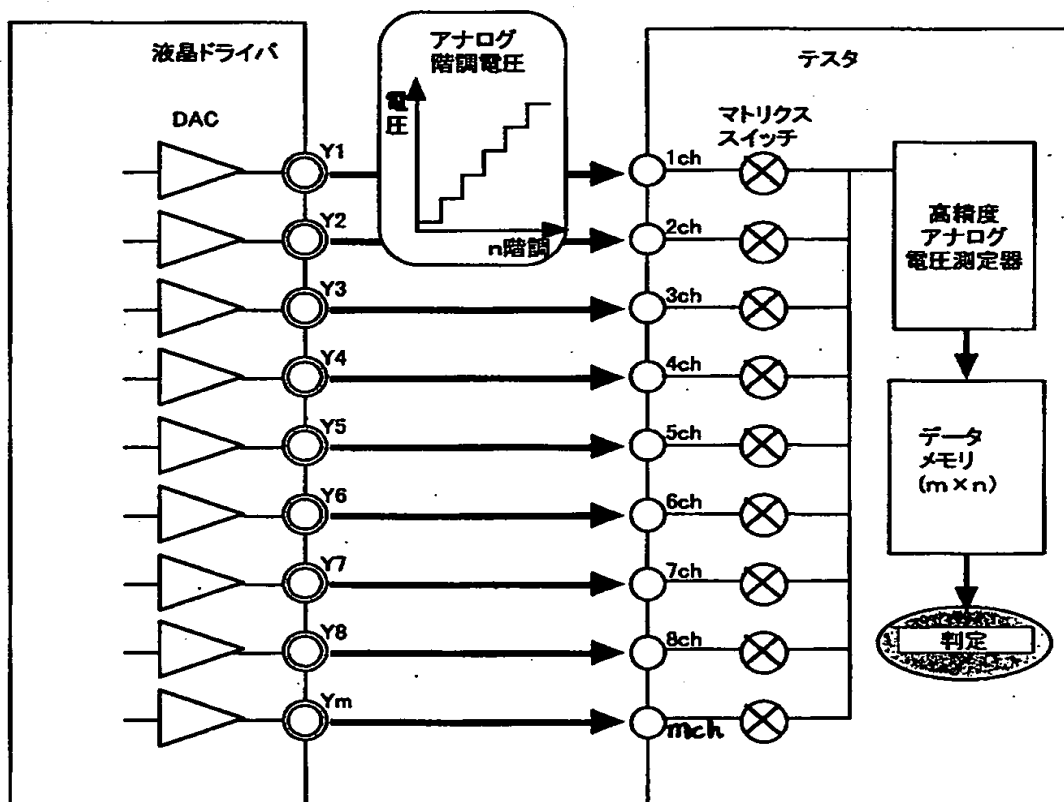 液晶ドライバ
DAC
Y1
Y2
Y3
Y4
Y5
Y6
Y7
Y8
Ym
アナログ
階調電圧
電圧
n階調
テスタ
マトリクス
スイッチ
1ch
2ch
3ch
4ch
5ch
6ch
7ch
8ch
mch
高精度
アナログ
電圧測定器
データ
メモリ
(m×n)
判定